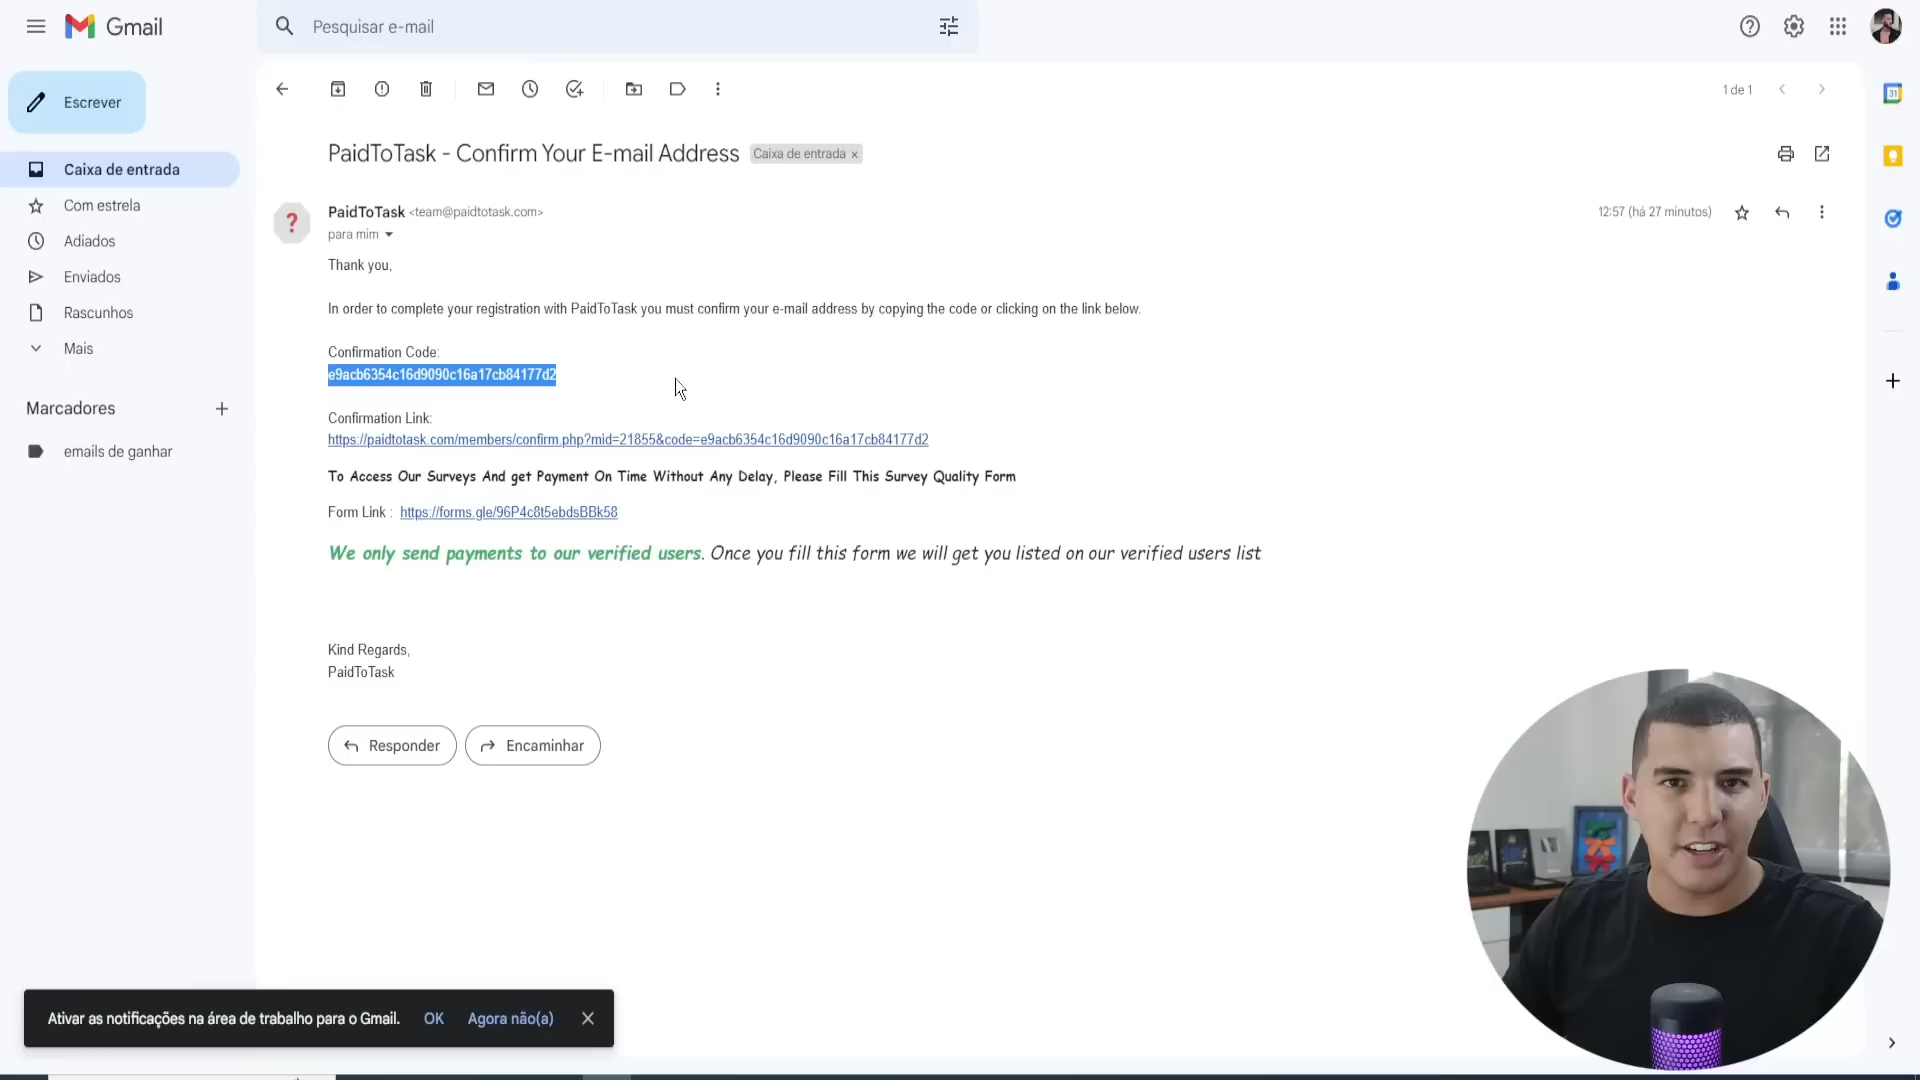 Gmail
Pesquisar e-mail
Escrever
Caixa de entrada
Com estrela
Adiados
Enviados
Rascunhos
Mais
Marcadores
emails de ganhar
1 de 1
PaidToTask - Confirm Your E-mail Address Caixa de entrada ×
PaidToTask <team@paidtotask.com>
12:57 (há 27 minutos)
para mim
Thank you,
In order to complete your registration with PaidToTask you must confirm your e-mail address by copying the code or clicking on the link below.
Confirmation Code:
e9acb6354c16d9090c16a17cb84177d2
Confirmation Link:
https://paidtotask.com/members/confirm.php?mid=21855&code=e9acb6354c16d9090c16a17cb84177d2
To Access Our Surveys And get Payment On Time Without Any Delay, Please Fill This Survey Quality Form
Form Link : https://forms.gle/96P4c8t5ebdsBBk58
We only send payments to our verified users. Once you fill this form we will get you listed on our verified users list
Kind Regards,
PaidToTask
Responder
Encaminhar
Ativar as notificações na área de trabalho para o Gmail. OK Agora não(a)
31